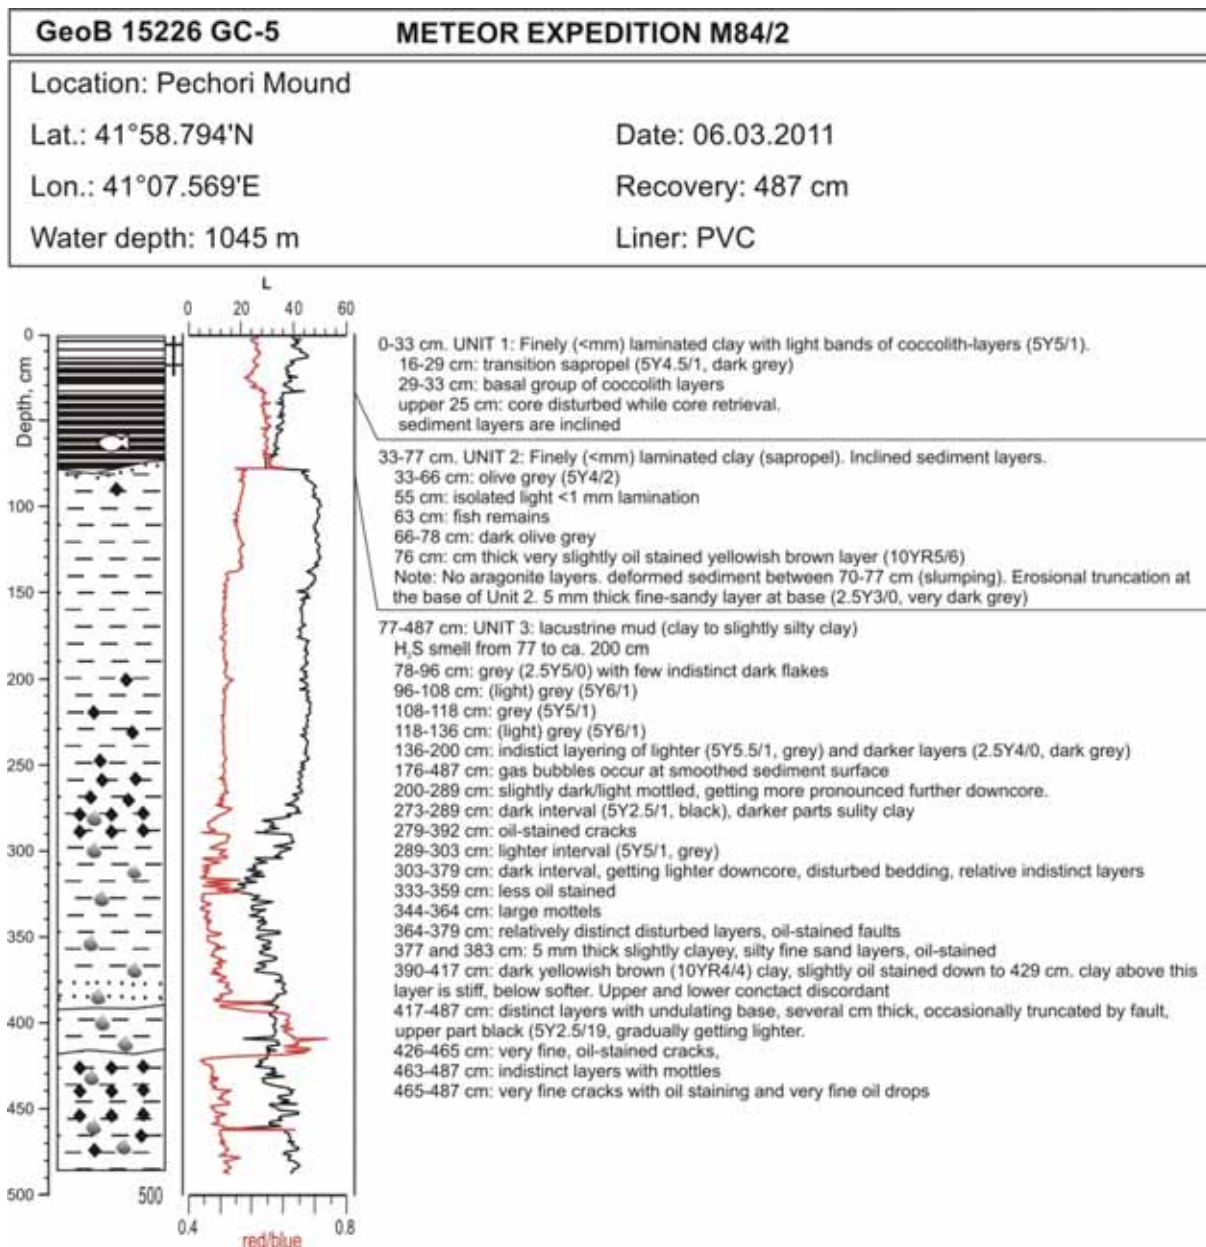 GeoB 15226 GC-5 METEOR EXPEDITION M84/2
Location: Pechori Mound
Lat.: 41°58.794'N Date: 06.03.2011
Lon.: 41°07.569'E Recovery: 487 cm
Water depth: 1045 m Liner: PVC
L
0 20 40 60
Depth, cm
0
50
100
150
200
250
300
350
400
450
500
500
0.4 0.8
red/blue
0-33 cm. UNIT 1: Finely (<mm) laminated clay with light bands of coccolith-layers (5Y5/1).
16-29 cm: transition sapropel (5Y4.5/1, dark grey)
29-33 cm: basal group of coccolith layers
upper 25 cm: core disturbed while core retrieval.
sediment layers are inclined
33-77 cm. UNIT 2: Finely (<mm) laminated clay (sapropel). Inclined sediment layers.
33-66 cm: olive grey (5Y4/2)
55 cm: isolated light <1 mm lamination
63 cm: fish remains
66-78 cm: dark olive grey
76 cm: cm thick very slightly oil stained yellowish brown layer (10YR5/6)
Note: No aragonite layers. deformed sediment between 70-77 cm (slumping). Erosional truncation at
the base of Unit 2. 5 mm thick fine-sandy layer at base (2.5Y3/0, very dark grey)
77-487 cm: UNIT 3: lacustrine mud (clay to slightly silty clay)
H₂S smell from 77 to ca. 200 cm
78-96 cm: grey (2.5Y5/0) with few indistinct dark flakes
96-108 cm: (light) grey (5Y6/1)
108-118 cm: grey (5Y5/1)
118-136 cm: (light) grey (5Y6/1)
136-200 cm: indistict layering of lighter (5Y5.5/1, grey) and darker layers (2.5Y4/0, dark grey)
176-487 cm: gas bubbles occur at smoothed sediment surface
200-289 cm: slightly dark/light mottled, getting more pronounced further downcore.
273-289 cm: dark interval (5Y2.5/1, black), darker parts sulity clay
279-392 cm: oil-stained cracks
289-303 cm: lighter interval (5Y5/1, grey)
303-379 cm: dark interval, getting lighter downcore, disturbed bedding, relative indistinct layers
333-359 cm: less oil stained
344-364 cm: large mottels
364-379 cm: relatively distinct disturbed layers, oil-stained faults
377 and 383 cm: 5 mm thick slightly clayey, silty fine sand layers, oil-stained
390-417 cm: dark yellowish brown (10YR4/4) clay, slightly oil stained down to 429 cm. clay above this
layer is stiff, below softer. Upper and lower conctact discordant
417-487 cm: distinct layers with undulating base, several cm thick, occasionally truncated by fault,
upper part black (5Y2.5/19, gradually getting lighter.
426-465 cm: very fine, oil-stained cracks,
463-487 cm: indistinct layers with mottles
465-487 cm: very fine cracks with oil staining and very fine oil drops